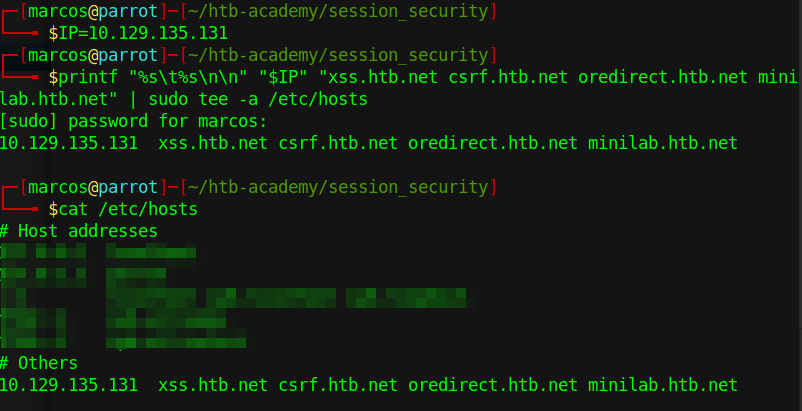 ┌─[marcos@parrot]─[~/htb-academy/session_security]
└──╼ $IP=10.129.135.131
┌─[marcos@parrot]─[~/htb-academy/session_security]
└──╼ $printf "%s\t%s\n\n" "$IP" "xss.htb.net csrf.htb.net oredirect.htb.net mini
lab.htb.net" | sudo tee -a /etc/hosts
[sudo] password for marcos:
10.129.135.131  xss.htb.net csrf.htb.net oredirect.htb.net minilab.htb.net
┌─[marcos@parrot]─[~/htb-academy/session_security]
└──╼ $cat /etc/hosts
# Host addresses
# Others
10.129.135.131  xss.htb.net csrf.htb.net oredirect.htb.net minilab.htb.net